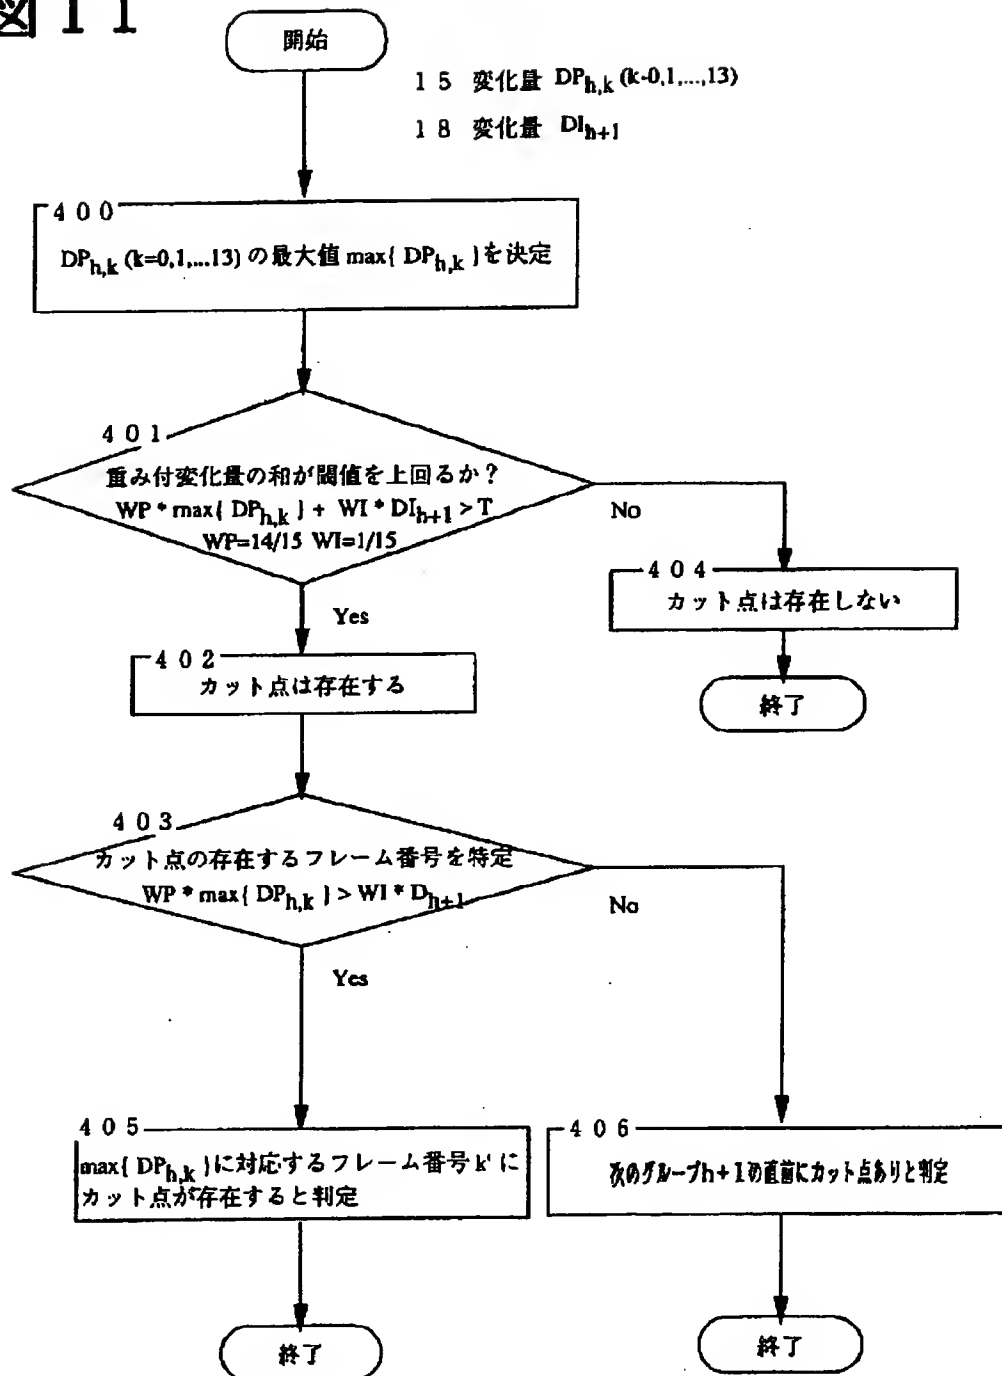 図11
開始
15 変化量 DPh,k (k-0,1,...,13)
18 変化量 DIh+1
400
DPh,k (k=0,1,...13) の最大値 max{ DPh,k }を決定
401
重み付変化量の和が閾値を上回るか？
WP * max{ DPh,k } + WI * DIh+1 > T
WP=14/15 WI=1/15
No
404
カット点は存在しない
Yes
402
カット点は存在する
終了
403
カット点の存在するフレーム番号を特定
WP * max{ DPh,k } > WI * Dh+1
No
Yes
405
max{ DPh,k }に対応するフレーム番号 k' に
カット点が存在すると判定
406
次のグループh+1の直前にカット点ありと判定
終了
終了